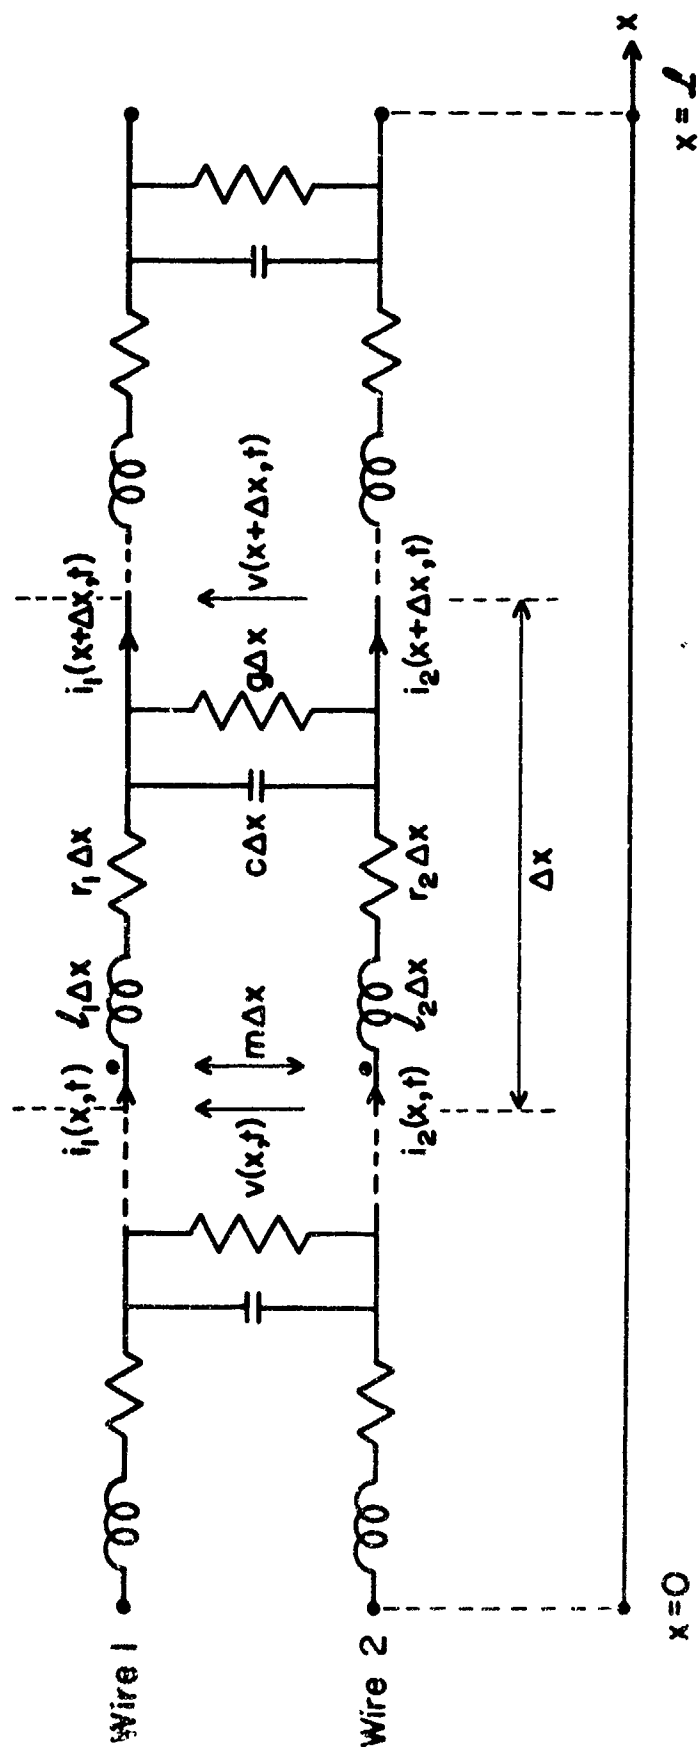 Wire 1
i₁(x,t)
ℓ₁Δx
r₁Δx
i₁(x+Δx,t)
v(x,t)
mΔx
cΔx
gΔx
v(x+Δx,t)
Wire 2
i₂(x,t)
ℓ₂Δx
r₂Δx
i₂(x+Δx,t)
Δx
x
x=0
x=ℓ